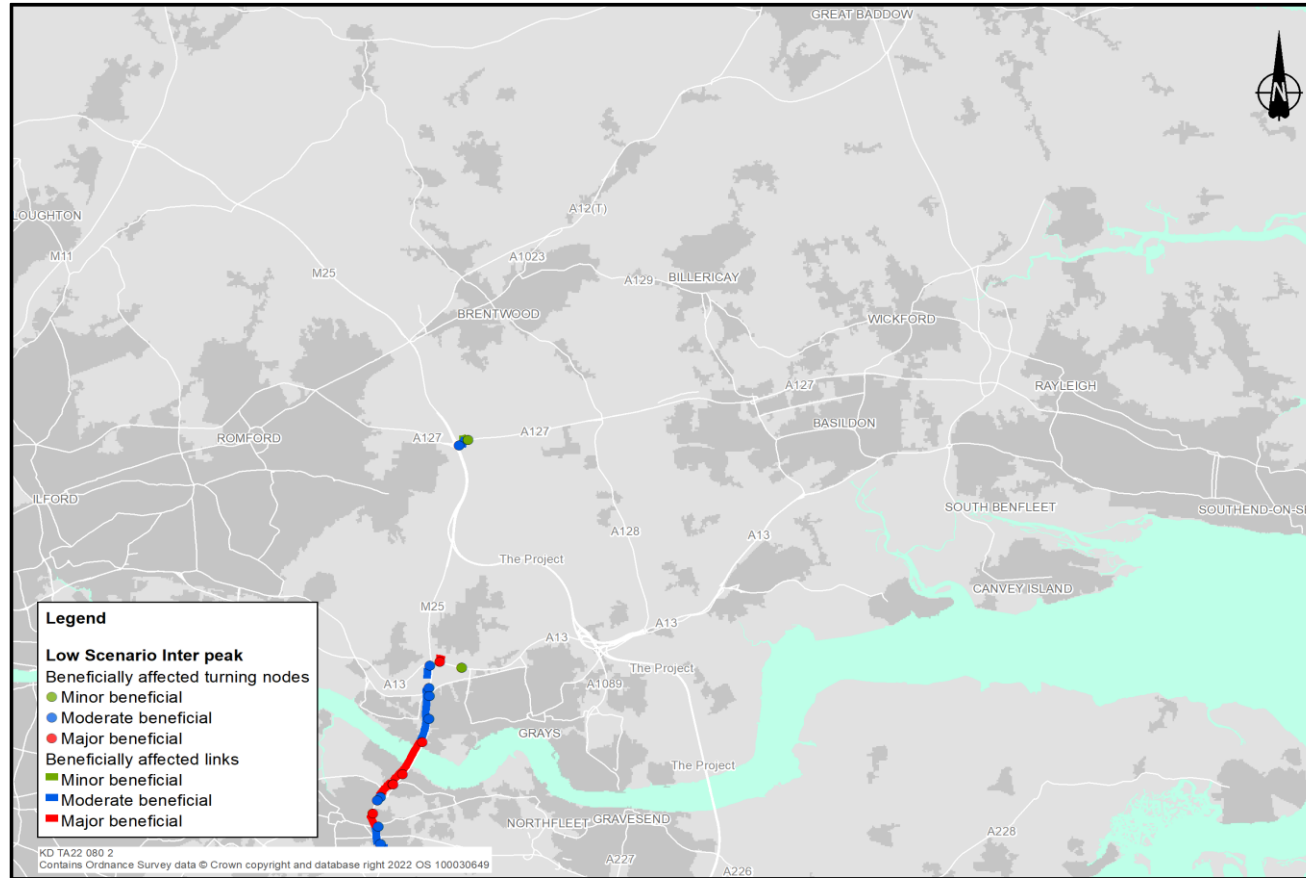 GREAT BADDOW
N
LOUGHTON
M11
A12(T)
M25
A1023
A129
BILLERICAY
BRENTWOOD
WICKFORD
RAYLEIGH
A127
BASILDON
ROMFORD
A127
A127
ILFORD
SOUTH BENFLEET
SOUTHEND-ON-SE
A128
A13
The Project
CANVEY ISLAND
M25
A13
A13
The Project
A13
A1089
GRAYS
The Project
NORTHFLEET
GRAVESEND
A228
A227
A226
Legend
Low Scenario Inter peak
Beneficially affected turning nodes
Minor beneficial
Moderate beneficial
Major beneficial
Beneficially affected links
Minor beneficial
Moderate beneficial
Major beneficial
KD TA22 080 2
Contains Ordnance Survey data © Crown copyright and database right 2022 OS 100030649